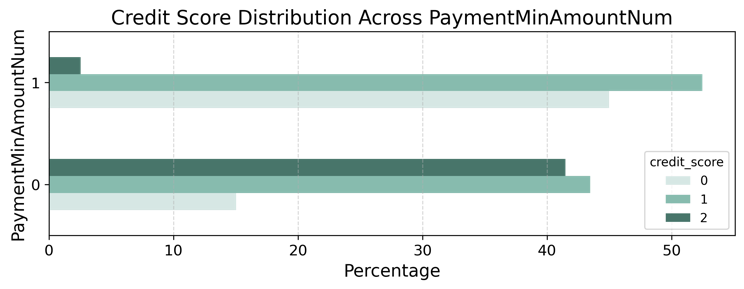 Credit Score Distribution Across PaymentMinAmountNum
PaymentMinAmountNum
1
0
credit_score
0
1
2
0 10 20 30 40 50
Percentage